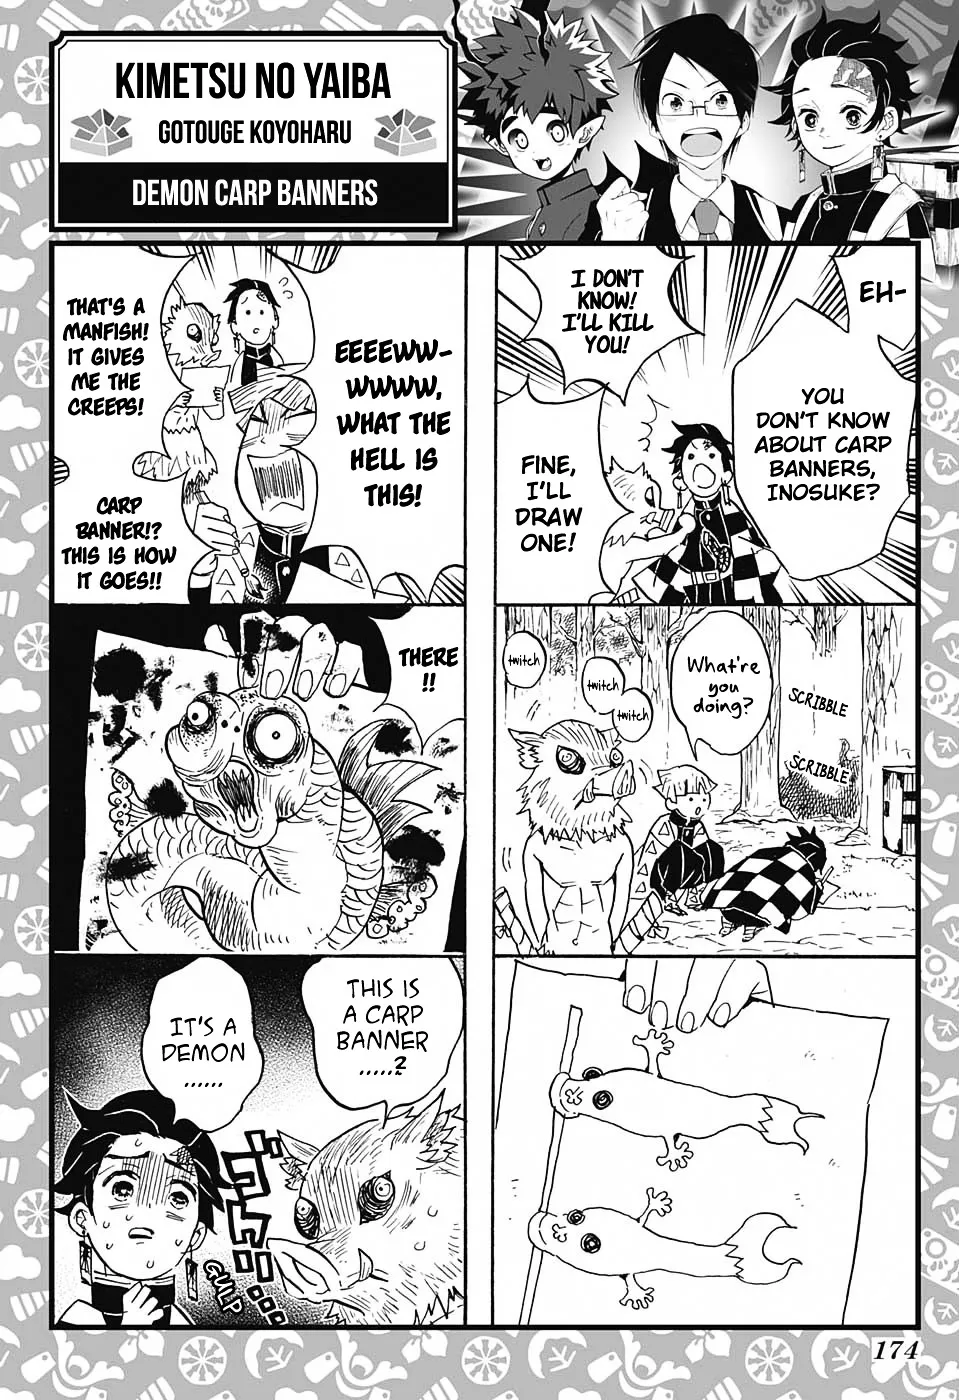 KIMETSU NO YAIBA
GOTOUGE KOYOHARU
DEMON CARP BANNERS
EH-
YOU
DON'T KNOW
ABOUT CARP
BANNERS,
INOSUKE?
I DON'T
KNOW!
I'LL KILL
YOU!
FINE,
I'LL
DRAW
ONE!
What're
you
doing?
SCRIBBLE
SCRIBBLE
twitch
twitch
twitch
EEEEWW-
WWWW,
WHAT THE
HELL IS
THIS!
THAT'S A
MANFISH!
IT GIVES
ME THE
CREEPS!
CARP
BANNER!?
THIS IS HOW
IT GOES!!
THERE
!!
THIS IS
A CARP
BANNER
.....?
IT'S A
DEMON
......
ゴクリ...
GULP
174